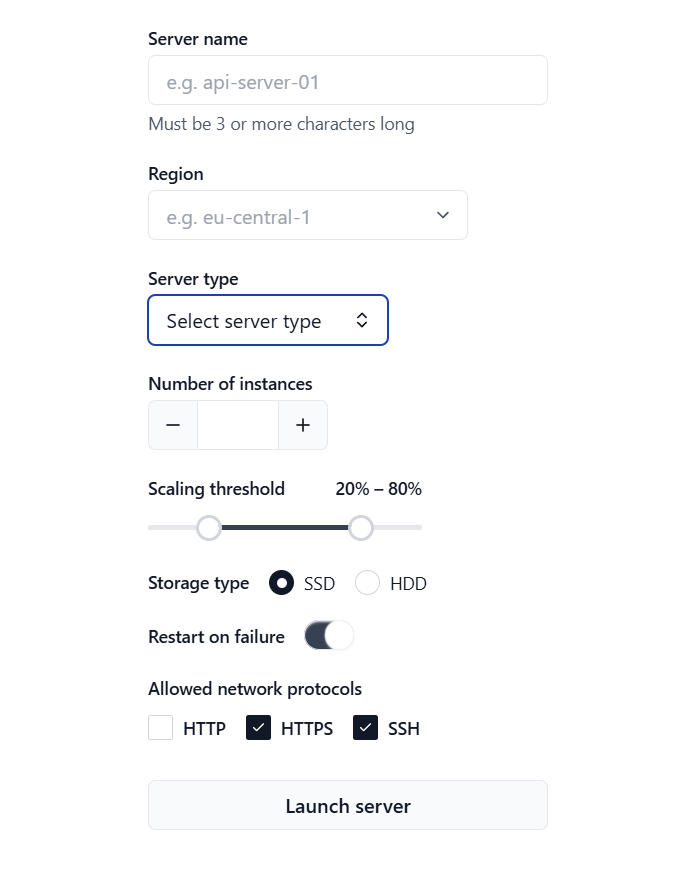 Server name
e.g. api-server-01
Must be 3 or more characters long
Region
e.g. eu-central-1
Server type
Select server type
Number of instances
Scaling threshold 20% – 80%
Storage type SSD HDD
Restart on failure
Allowed network protocols
HTTP HTTPS SSH
Launch server